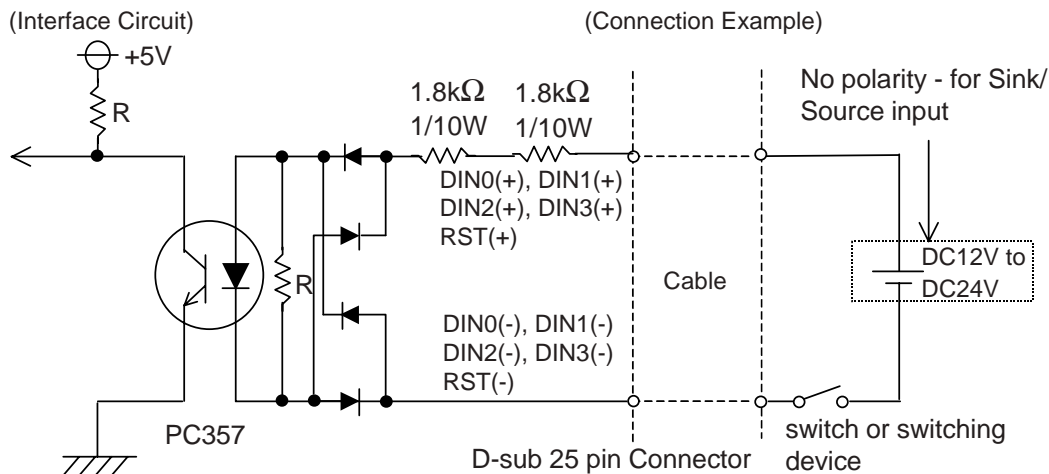 (Interface Circuit)
(Connection Example)
+5V
R
1.8kΩ
1/10W
1.8kΩ
1/10W
No polarity - for Sink/
Source input
DIN0(+), DIN1(+)
DIN2(+), DIN3(+)
RST(+)
R
Cable
DC12V to
DC24V
DIN0(-), DIN1(-)
DIN2(-), DIN3(-)
RST(-)
PC357
switch or switching
device
D-sub 25 pin Connector